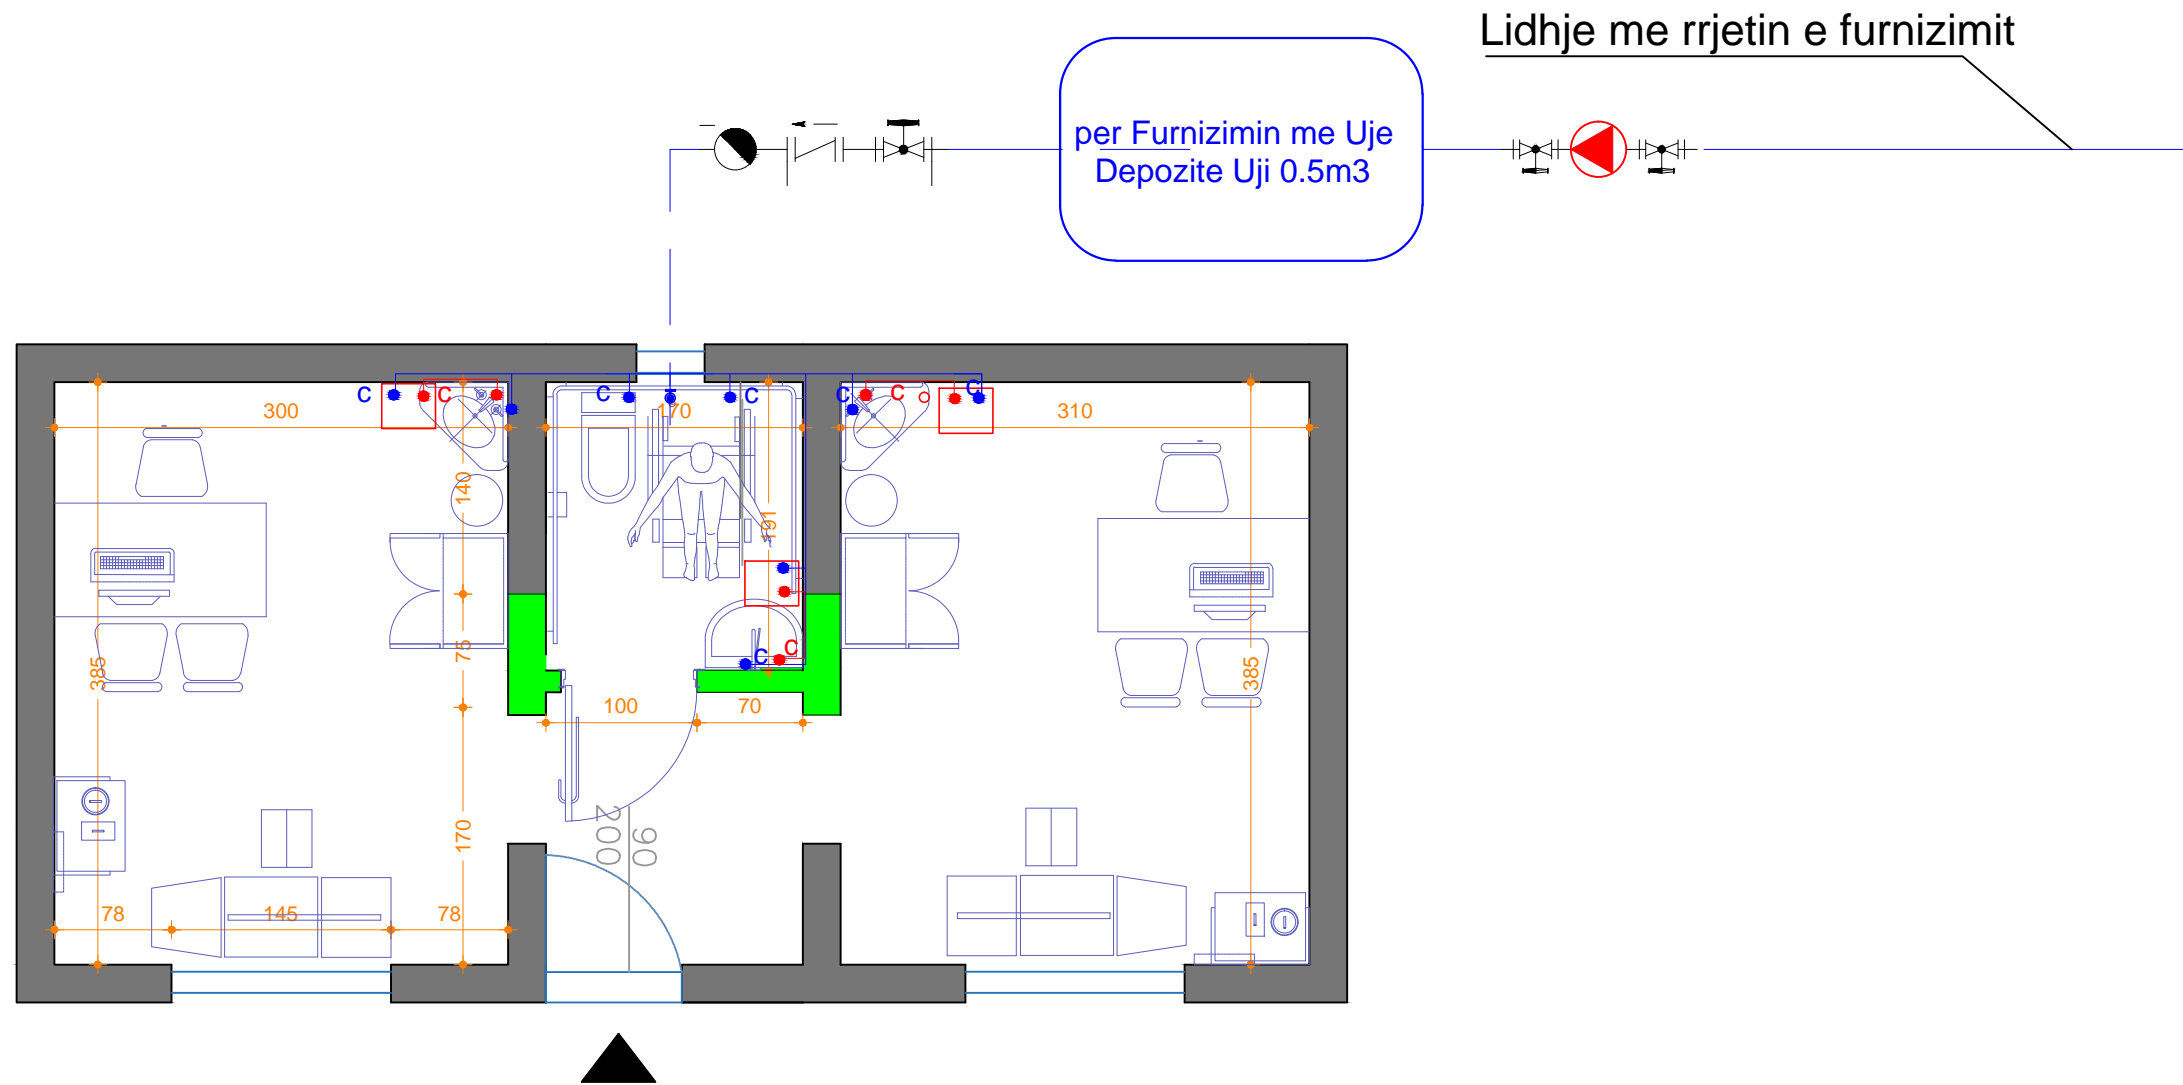 Lidhje me rrjetin e furnizimit
per Furnizimin me Uje
Depozite Uji 0.5m3
C
C
C
C
C
C
C
300
170
310
140
191
75
385
385
C
C
100
70
170
90
200
78
145
78